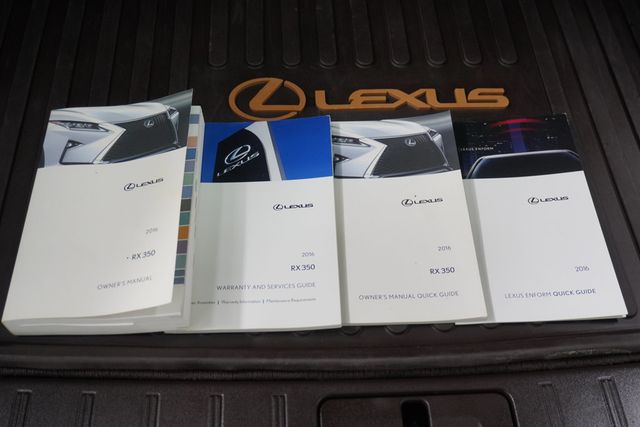 LEXUS
LEXUS
2016
RX 350
OWNER'S MANUAL
LEXUS
LEXUS
2016
RX 350
WARRANTY AND SERVICES GUIDE
Warranty Information | Maintenance Requirements
LEXUS
2016
RX 350
OWNER'S MANUAL QUICK GUIDE
LEXUS ENFORM
LEXUS
2016
LEXUS ENFORM QUICK GUIDE